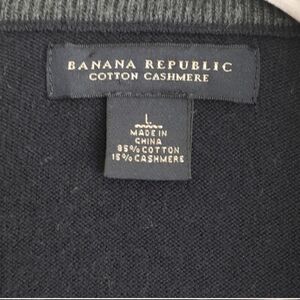 BANANA REPUBLIC
COTTON CASHMERE
L
MADE IN
CHINA
85% COTTON
15% CASHMERE